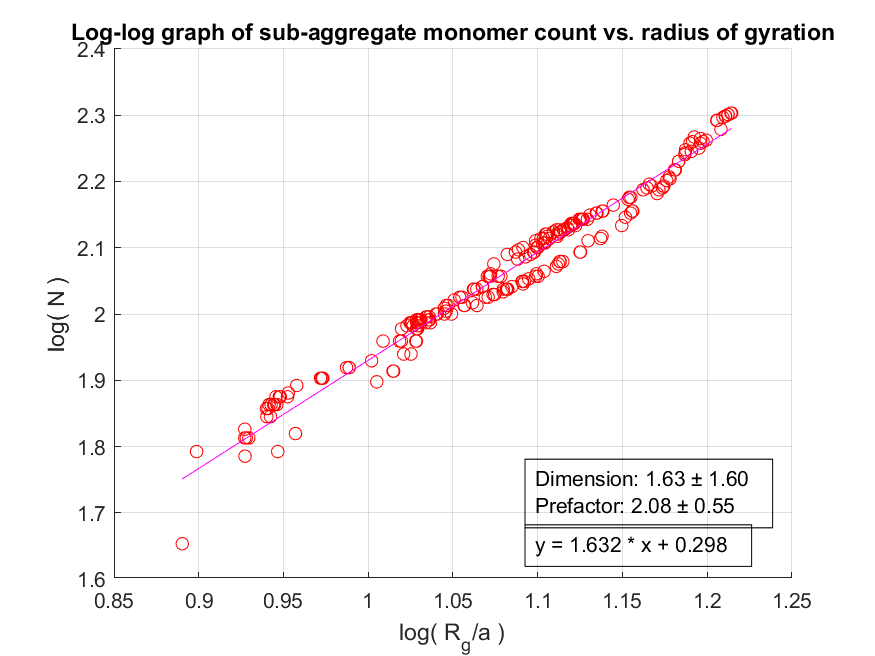 Log-log graph of sub-aggregate monomer count vs. radius of gyration
2.4
2.3
2.2
2.1
2
1.9
1.8
1.7
1.6
log( N )
Dimension: 1.63 ± 1.60
Prefactor: 2.08 ± 0.55
y = 1.632 * x + 0.298
0.85 0.9 0.95 1 1.05 1.1 1.15 1.2 1.25
log( R_g/a )